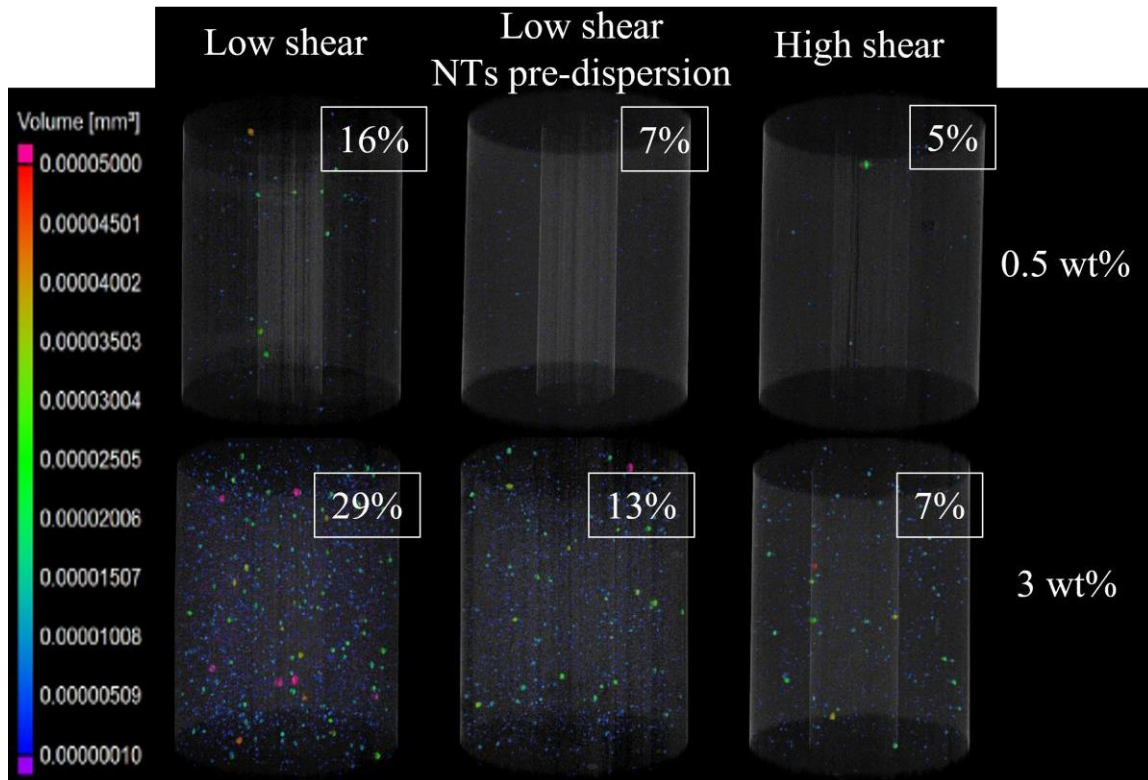 Low shear
Low shear
NTs pre-dispersion
High shear
Volume [mm³]
0.00005000
0.00004501
0.00004002
0.00003503
0.00003004
0.00002505
0.00002006
0.00001507
0.00001008
0.00000509
0.00000010
16%
7%
5%
0.5 wt%
29%
13%
7%
3 wt%